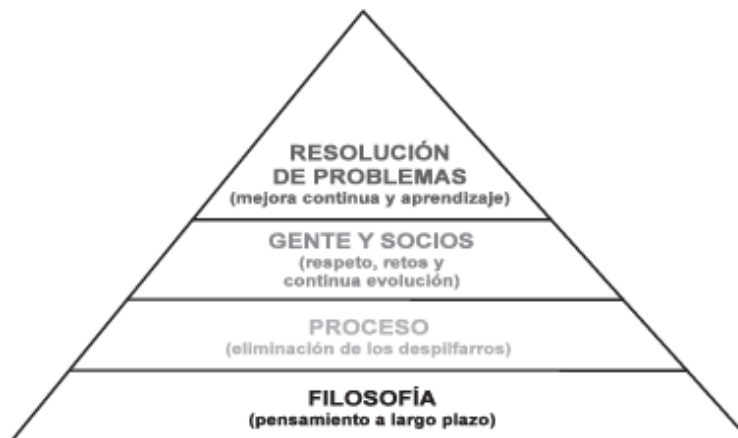 RESOLUCIÓN
DE PROBLEMAS
(mejora continua y aprendizaje)
GENTE Y SOCIOS
(respeto, retos y
continua evolución)
PROCESO
(eliminación de los despilfarros)
FILOSOFÍA
(pensamiento a largo plazo)